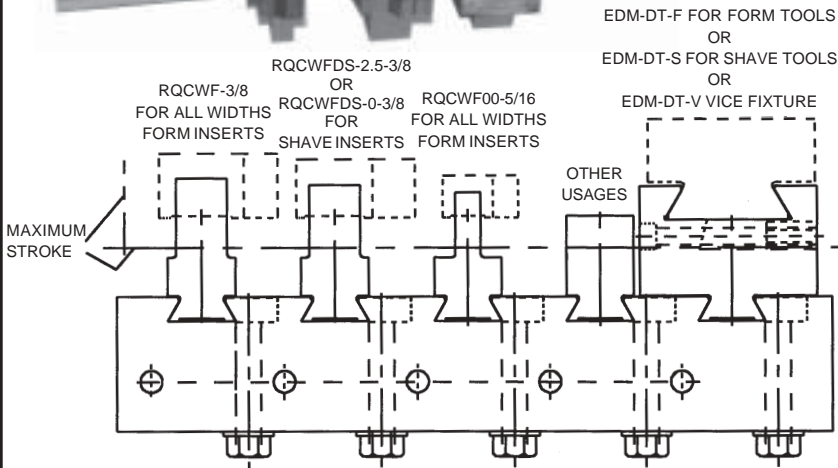 EDM-DT-F FOR FORM TOOLS
OR
EDM-DT-S FOR SHAVE TOOLS
OR
EDM-DT-V VICE FIXTURE
RQCWF-3/8
FOR ALL WIDTHS
FORM INSERTS
RQCWFDS-2.5-3/8
OR
RQCWFDS-0-3/8
FOR
SHAVE INSERTS
RQCWF00-5/16
FOR ALL WIDTHS
FORM INSERTS
OTHER
USAGES
MAXIMUM
STROKE